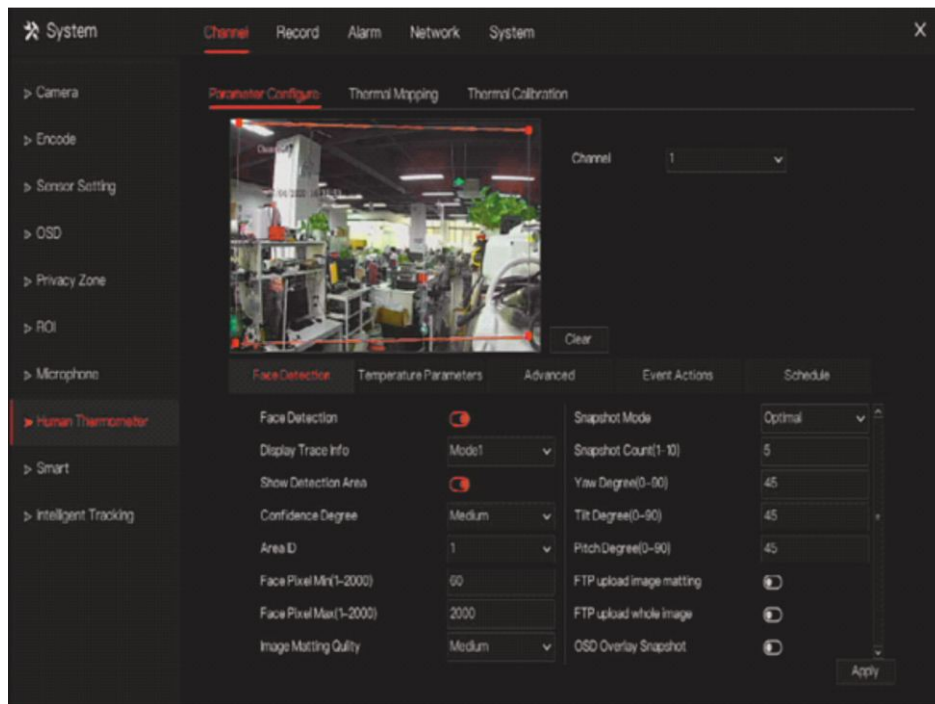 System
Channel Record Alarm Network System
X
Camera
Encode
Sensor Setting
OSD
Privacy Zone
ROI
Microphone
Human Thermometer
Smart
Intelligent Tracking
Parameter Configure Thermal Mapping Thermal Calibration
Channel 1
Clear
Face Detection Temperature Parameters Advanced Event Actions Schedule
Face Detection
Display Trace Info Mode1
Show Detection Area
Confidence Degree Medium
Area ID 1
Face Pixel Min(1-2000) 60
Face Pixel Max(1-2000) 2000
Image Matting Qulity Medium
Snapshot Mode Optimal
Snapshot Count(1-10) 5
Yaw Degree(0-90) 45
Tilt Degree(0-90) 45
Pitch Degree(0-90) 45
FTP upload image matting
FTP upload whole image
OSD Overlay Snapshot
Apply